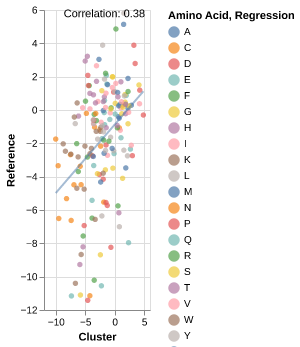 Correlation: 0.38
6
4
2
0
−2
−4
−6
−8
−10
−12
Reference
−10
−5
0
5
Cluster
Amino Acid, Regression
A
C
D
E
F
G
H
I
K
L
M
N
P
Q
R
S
T
V
W
Y